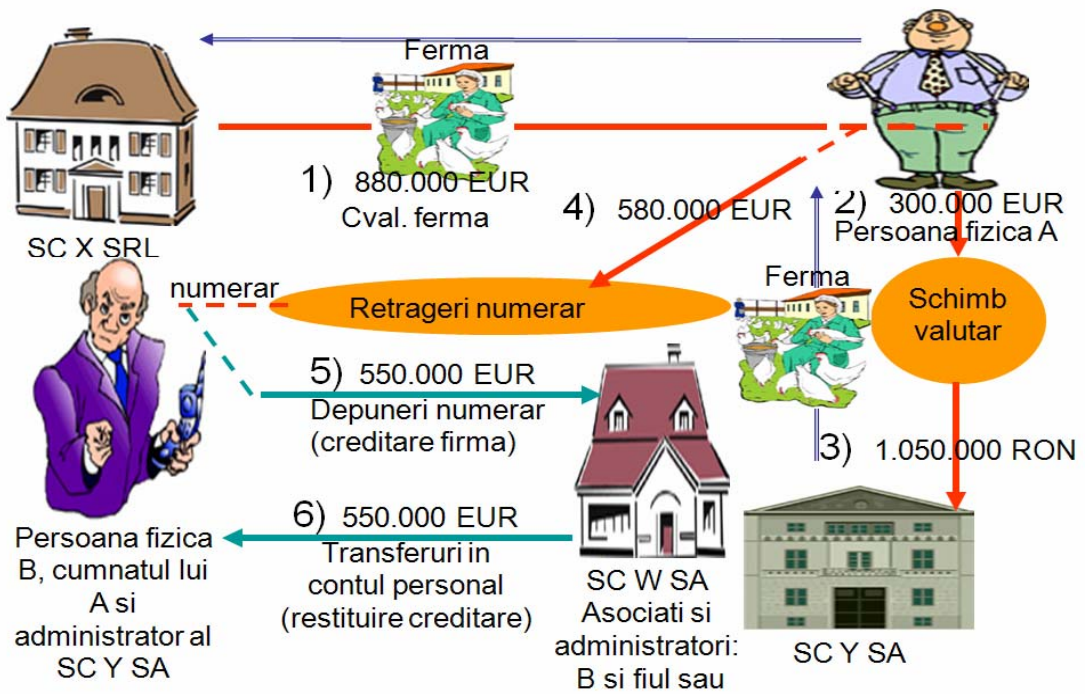 Ferma
1) 880.000 EUR
Cval. ferma
SC X SRL
4) 580.000 EUR
2) 300.000 EUR
Persoana fizica A
numerar
Retrageri numerar
Ferma
Schimb
valutar
5) 550.000 EUR
Depuneri numerar
(creditare firma)
3) 1.050.000 RON
6) 550.000 EUR
Transferuri in
contul personal
(restituire creditare)
Persoana fizica
B, cumnatul lui
A si
administrator al
SC Y SA
SC W SA
Asociati si
administratori:
B si fiul sau
SC Y SA